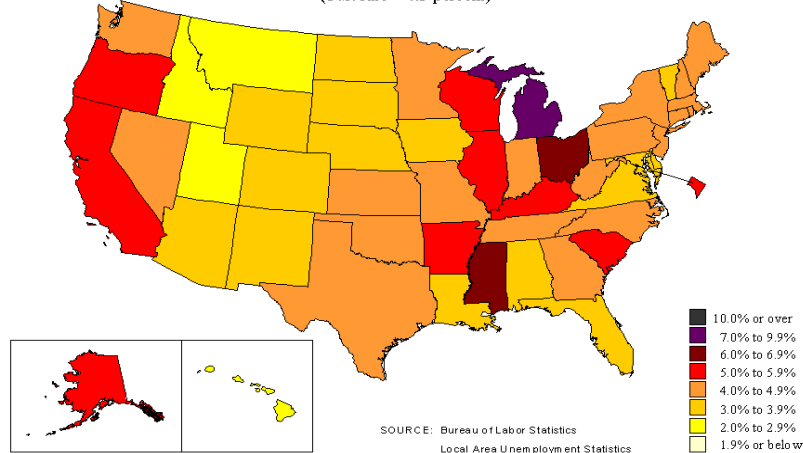 10.0% or over
7.0% to 9.9%
6.0% to 6.9%
5.0% to 5.9%
4.0% to 4.9%
3.0% to 3.9%
2.0% to 2.9%
1.9% or below
SOURCE: Bureau of Labor Statistics
Local Area Unemployment Statistics